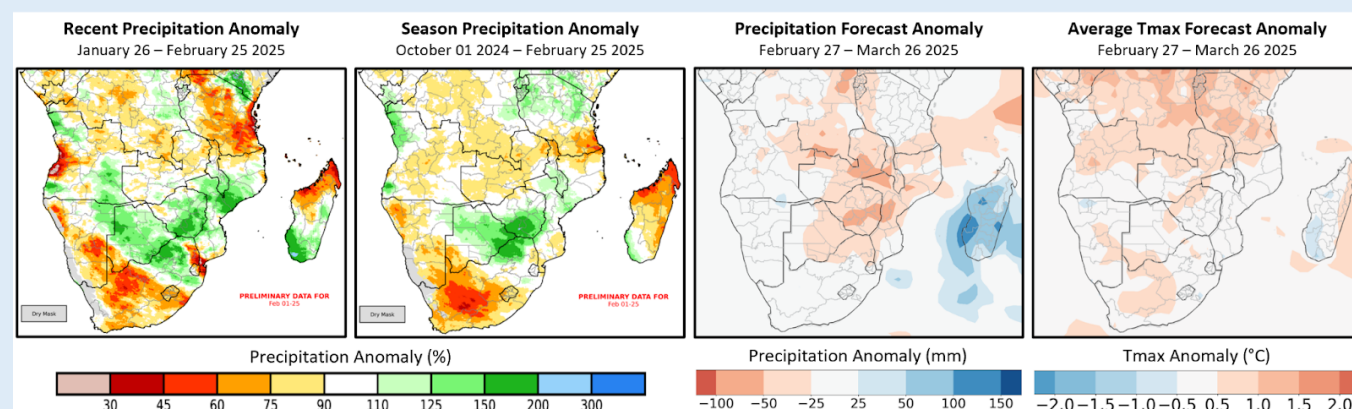 Recent Precipitation Anomaly
January 26 – February 25 2025
Season Precipitation Anomaly
October 01 2024 – February 25 2025
Precipitation Forecast Anomaly
February 27 – March 26 2025
Average Tmax Forecast Anomaly
February 27 – March 26 2025
PRELIMINARY DATA FOR
Feb 01-25
Dry Mask
PRELIMINARY DATA FOR
Feb 01-25
Dry Mask
Precipitation Anomaly (%)
30 45 60 75 90 110 125 150 200 300
Precipitation Anomaly (mm)
−100 −50 −25 25 50 100 150
Tmax Anomaly (°C)
−2.0 −1.5 −1.0 −0.5 0.5 1.0 1.5 2.0